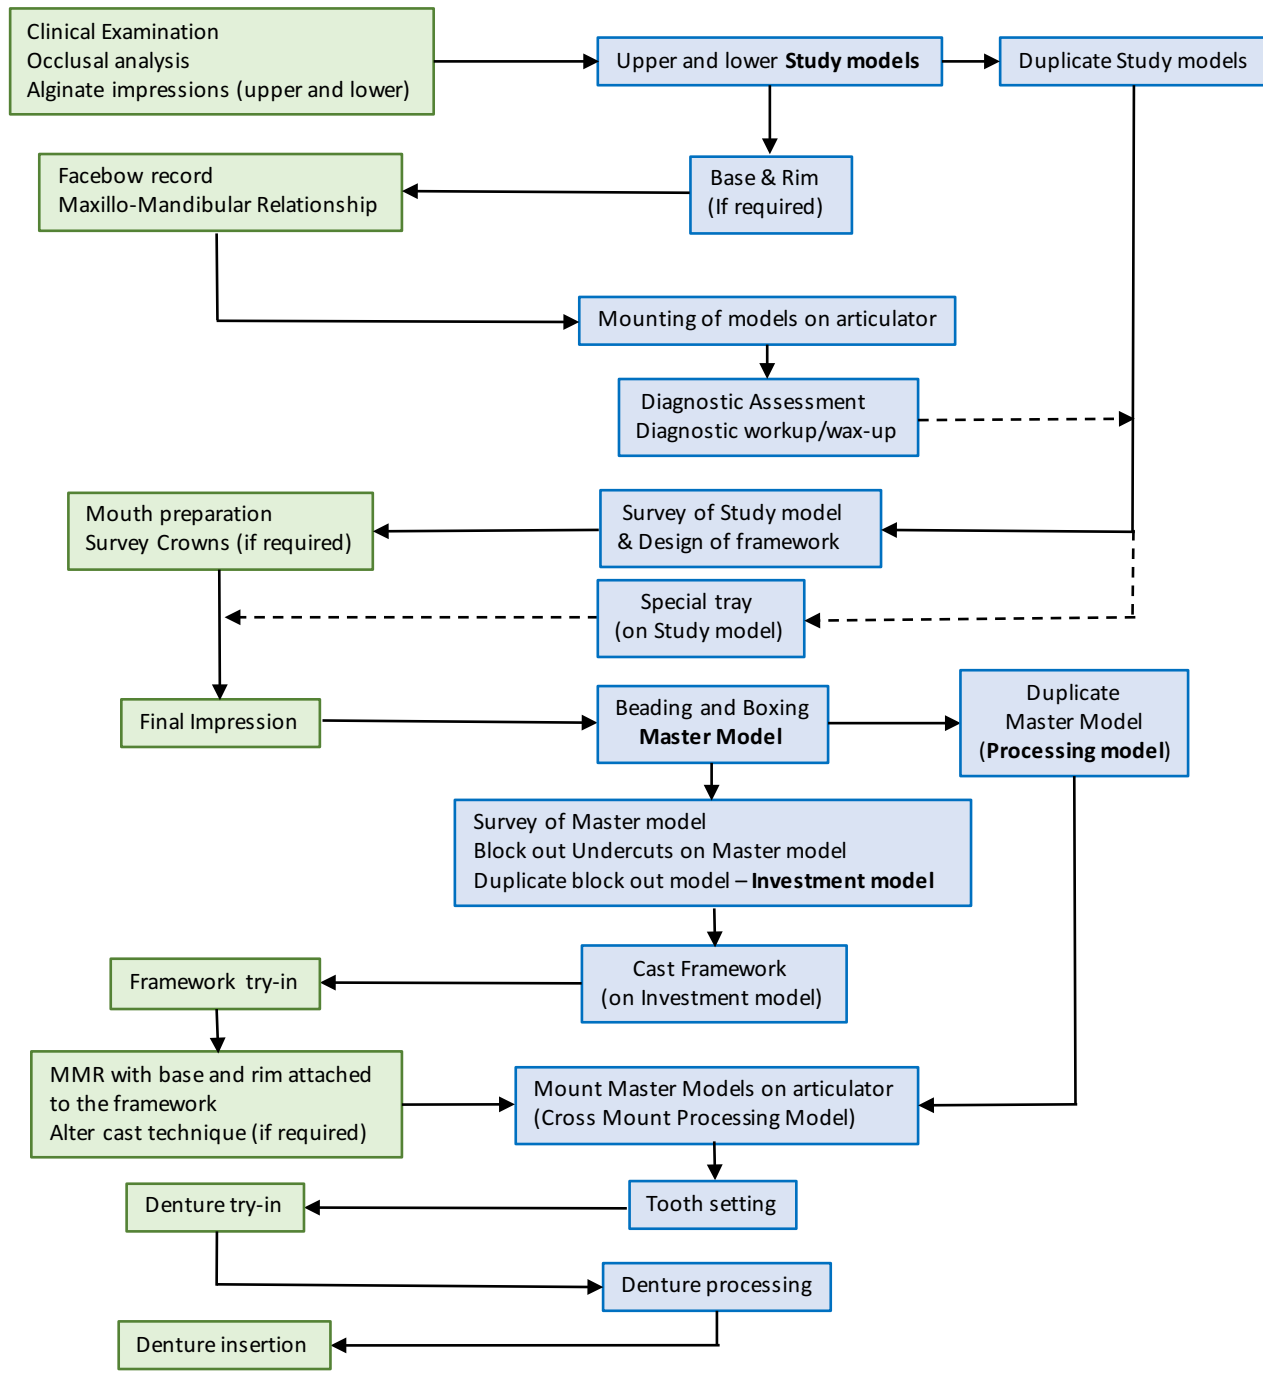 Clinical Examination
Occlusal analysis
Alginate impressions (upper and lower)
Upper and lower Study models
Duplicate Study models
Base & Rim
(If required)
Facebow record
Maxillo-Mandibular Relationship
Mounting of models on articulator
Diagnostic Assessment
Diagnostic workup/wax-up
Survey of Study model
& Design of framework
Mouth preparation
Survey Crowns (if required)
Special tray
(on Study model)
Final Impression
Beading and Boxing
Master Model
Duplicate
Master Model
(Processing model)
Survey of Master model
Block out Undercuts on Master model
Duplicate block out model – Investment model
Cast Framework
(on Investment model)
Framework try-in
MMR with base and rim attached
to the framework
Alter cast technique (if required)
Mount Master Models on articulator
(Cross Mount Processing Model)
Tooth setting
Denture try-in
Denture processing
Denture insertion